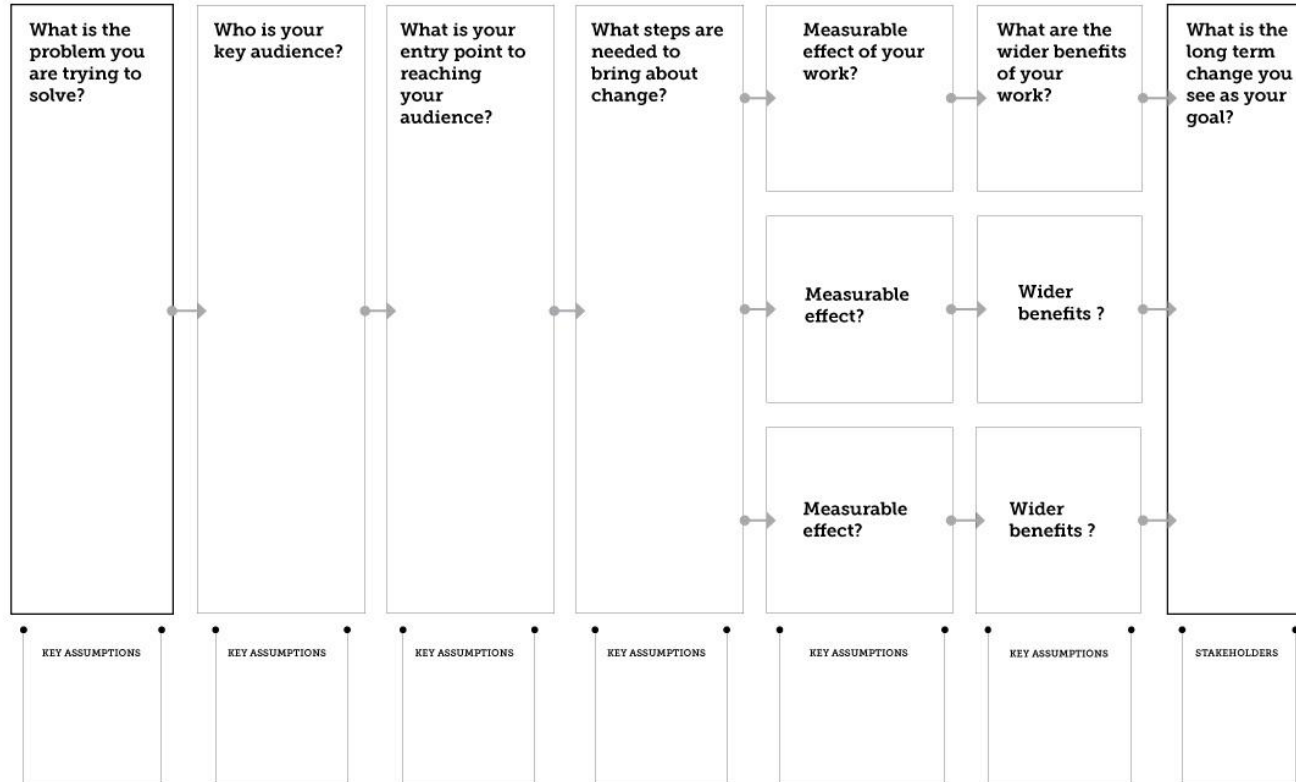 What is the
problem you
are trying to
solve?
Who is your
key audience?
What is your
entry point to
reaching
your
audience?
What steps are
needed to
bring about
change?
Measurable
effect of your
work?
What are the
wider benefits
of your
work?
What is the
long term
change you
see as your
goal?
Measurable
effect?
Wider
benefits ?
Measurable
effect?
Wider
benefits ?
KEY ASSUMPTIONS
KEY ASSUMPTIONS
KEY ASSUMPTIONS
KEY ASSUMPTIONS
KEY ASSUMPTIONS
KEY ASSUMPTIONS
STAKEHOLDERS